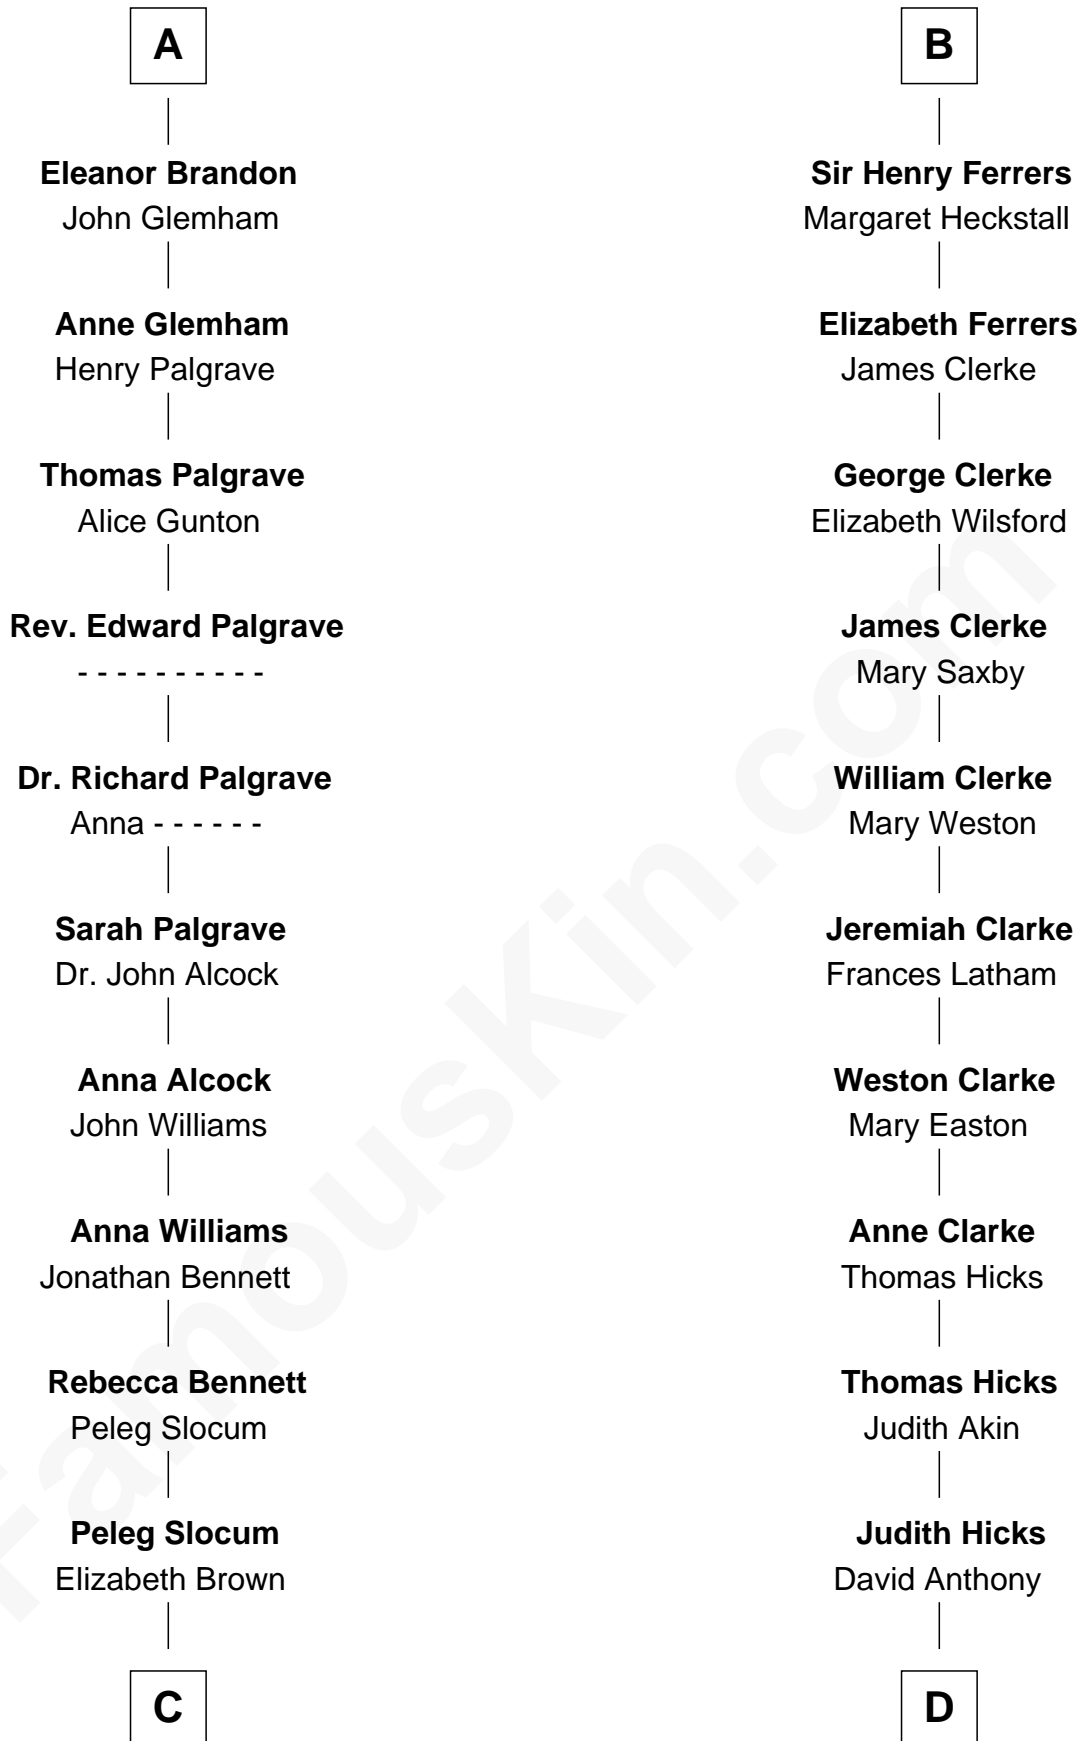 A
Eleanor Brandon
John Glemham
Anne Glemham
Henry Palgrave
Thomas Palgrave
Alice Gunton
Rev. Edward Palgrave
- - - - - - - - - -
Dr. Richard Palgrave
Anna - - - - - -
Sarah Palgrave
Dr. John Alcock
Anna Alcock
John Williams
Anna Williams
Jonathan Bennett
Rebecca Bennett
Peleg Slocum
Peleg Slocum
Elizabeth Brown
C
B
Sir Henry Ferrers
Margaret Heckstall
Elizabeth Ferrers
James Clerke
George Clerke
Elizabeth Wilsford
James Clerke
Mary Saxby
William Clerke
Mary Weston
Jeremiah Clarke
Frances Latham
Weston Clarke
Mary Easton
Anne Clarke
Thomas Hicks
Thomas Hicks
Judith Akin
Judith Hicks
David Anthony
D
FamousKin.com